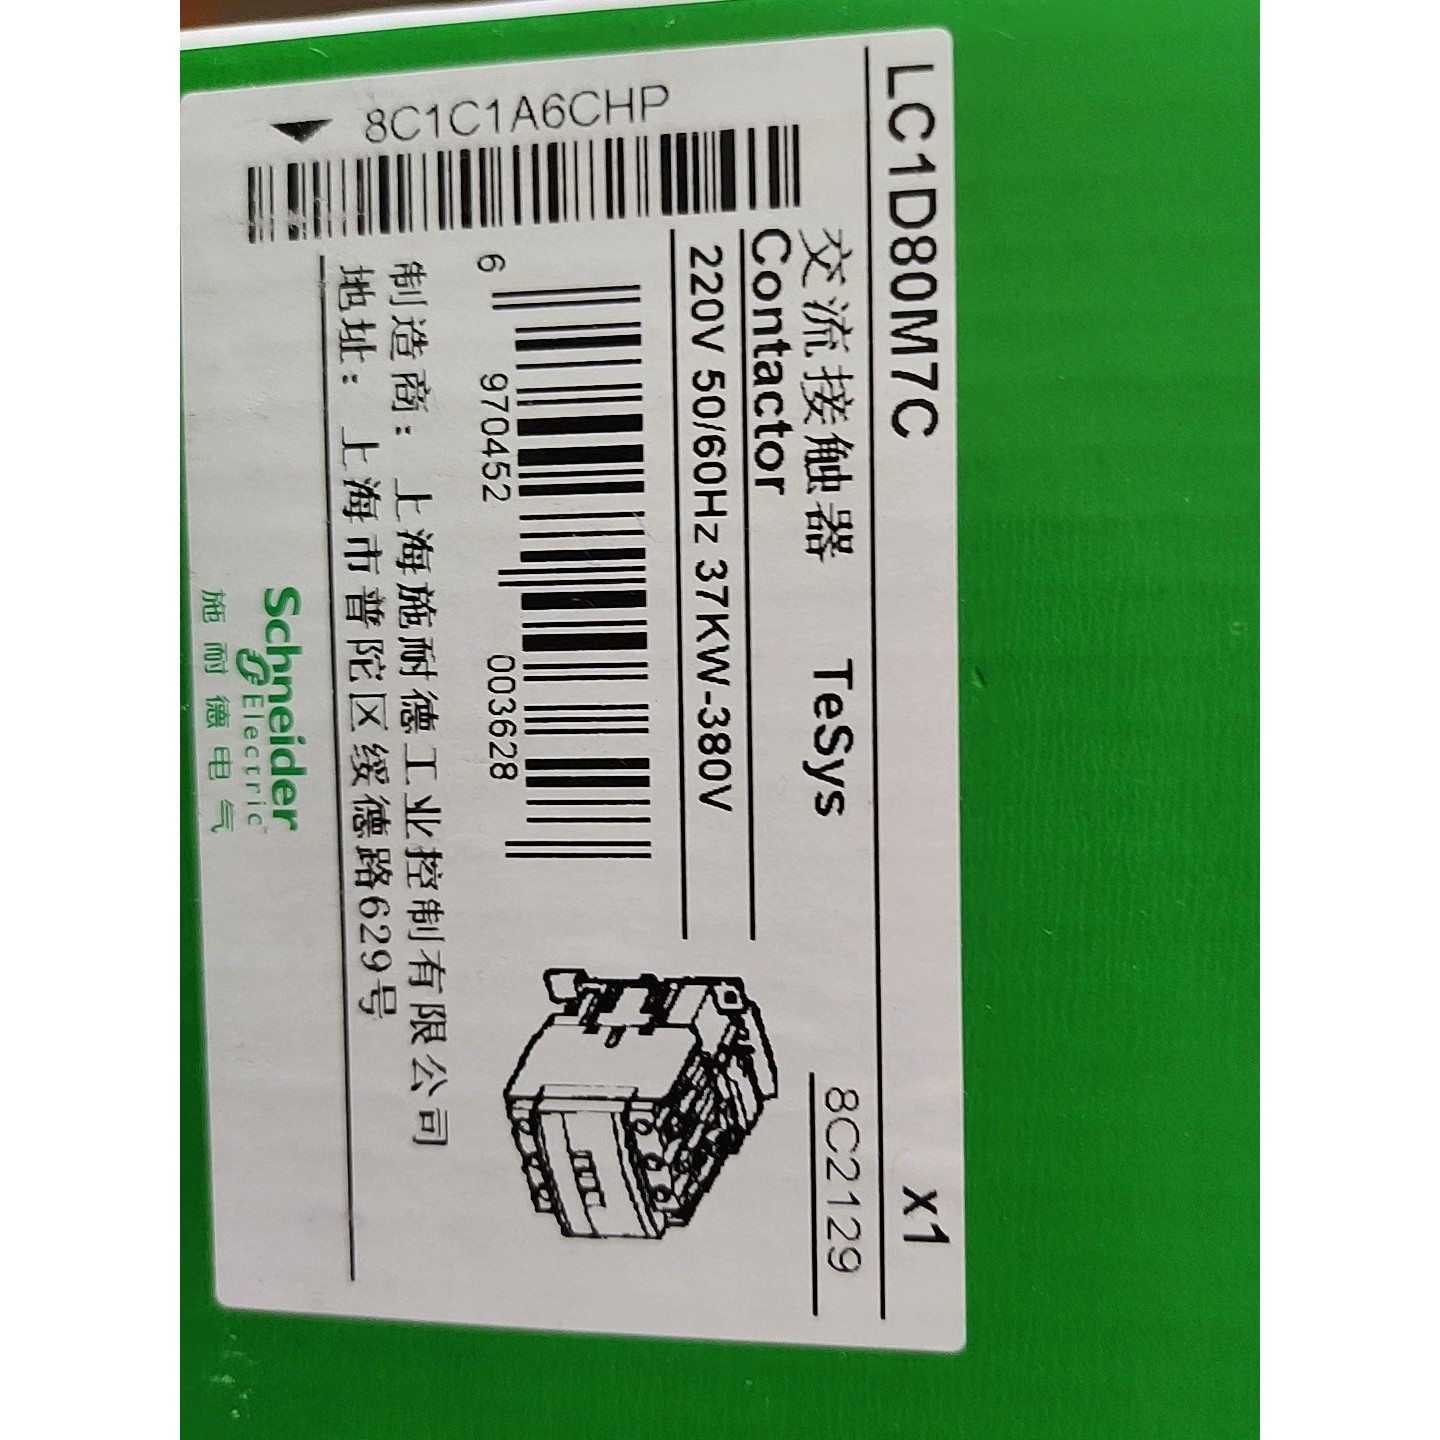 LC1D80M7C x1
交流接触器 TeSys 8C2129
Contactor
220V 50/60Hz 37KW-380V
6 970452 003628
8C1C1A6CHP
制造商：上海施耐德工业控制有限公司
地址：上海市普陀区绥德路629号
Schneider
Electric™
施耐德电气